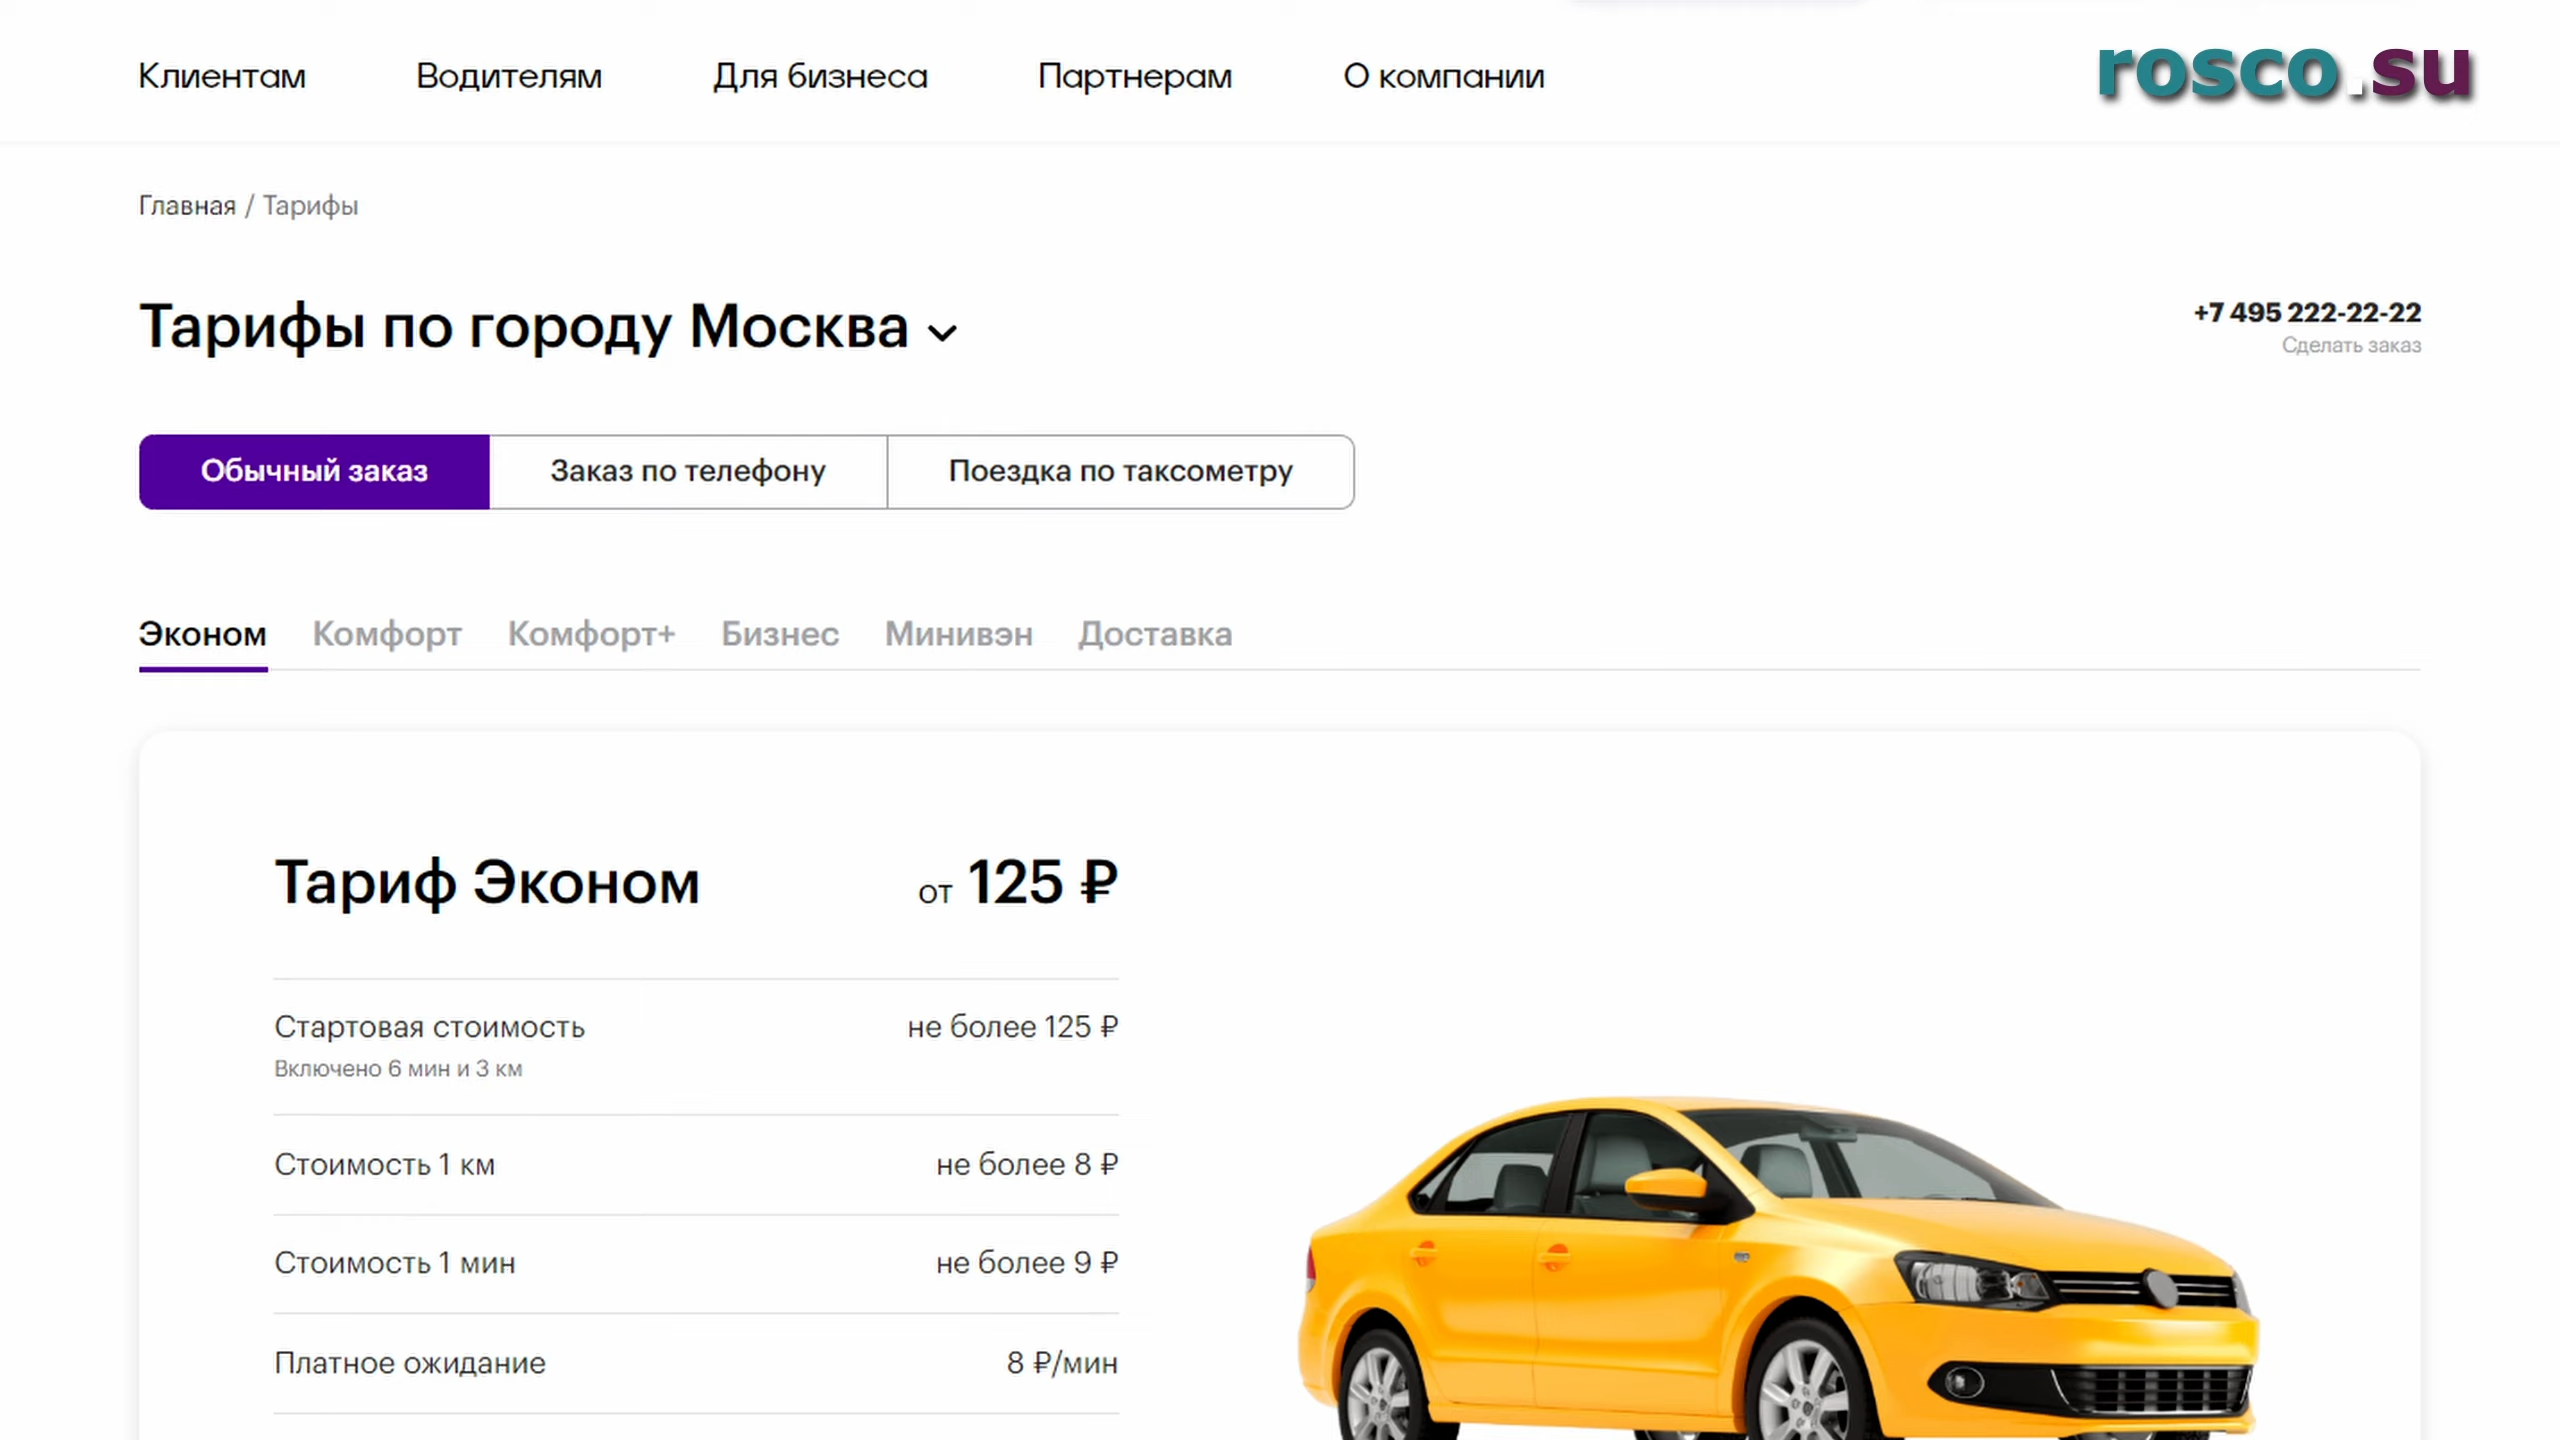 Клиентам Водителям Для бизнеса Партнерам О компании
rosco.su
Главная / Тарифы
Тарифы по городу Москва
+7 495 222-22-22
Сделать заказ
Обычный заказ Заказ по телефону Поездка по таксометру
Эконом Комфорт Комфорт+ Бизнес Минивэн Доставка
Тариф Эконом от 125 ₽
Стартовая стоимость не более 125 ₽
Включено 6 мин и 3 км
Стоимость 1 км не более 8 ₽
Стоимость 1 мин не более 9 ₽
Платное ожидание 8 ₽/мин